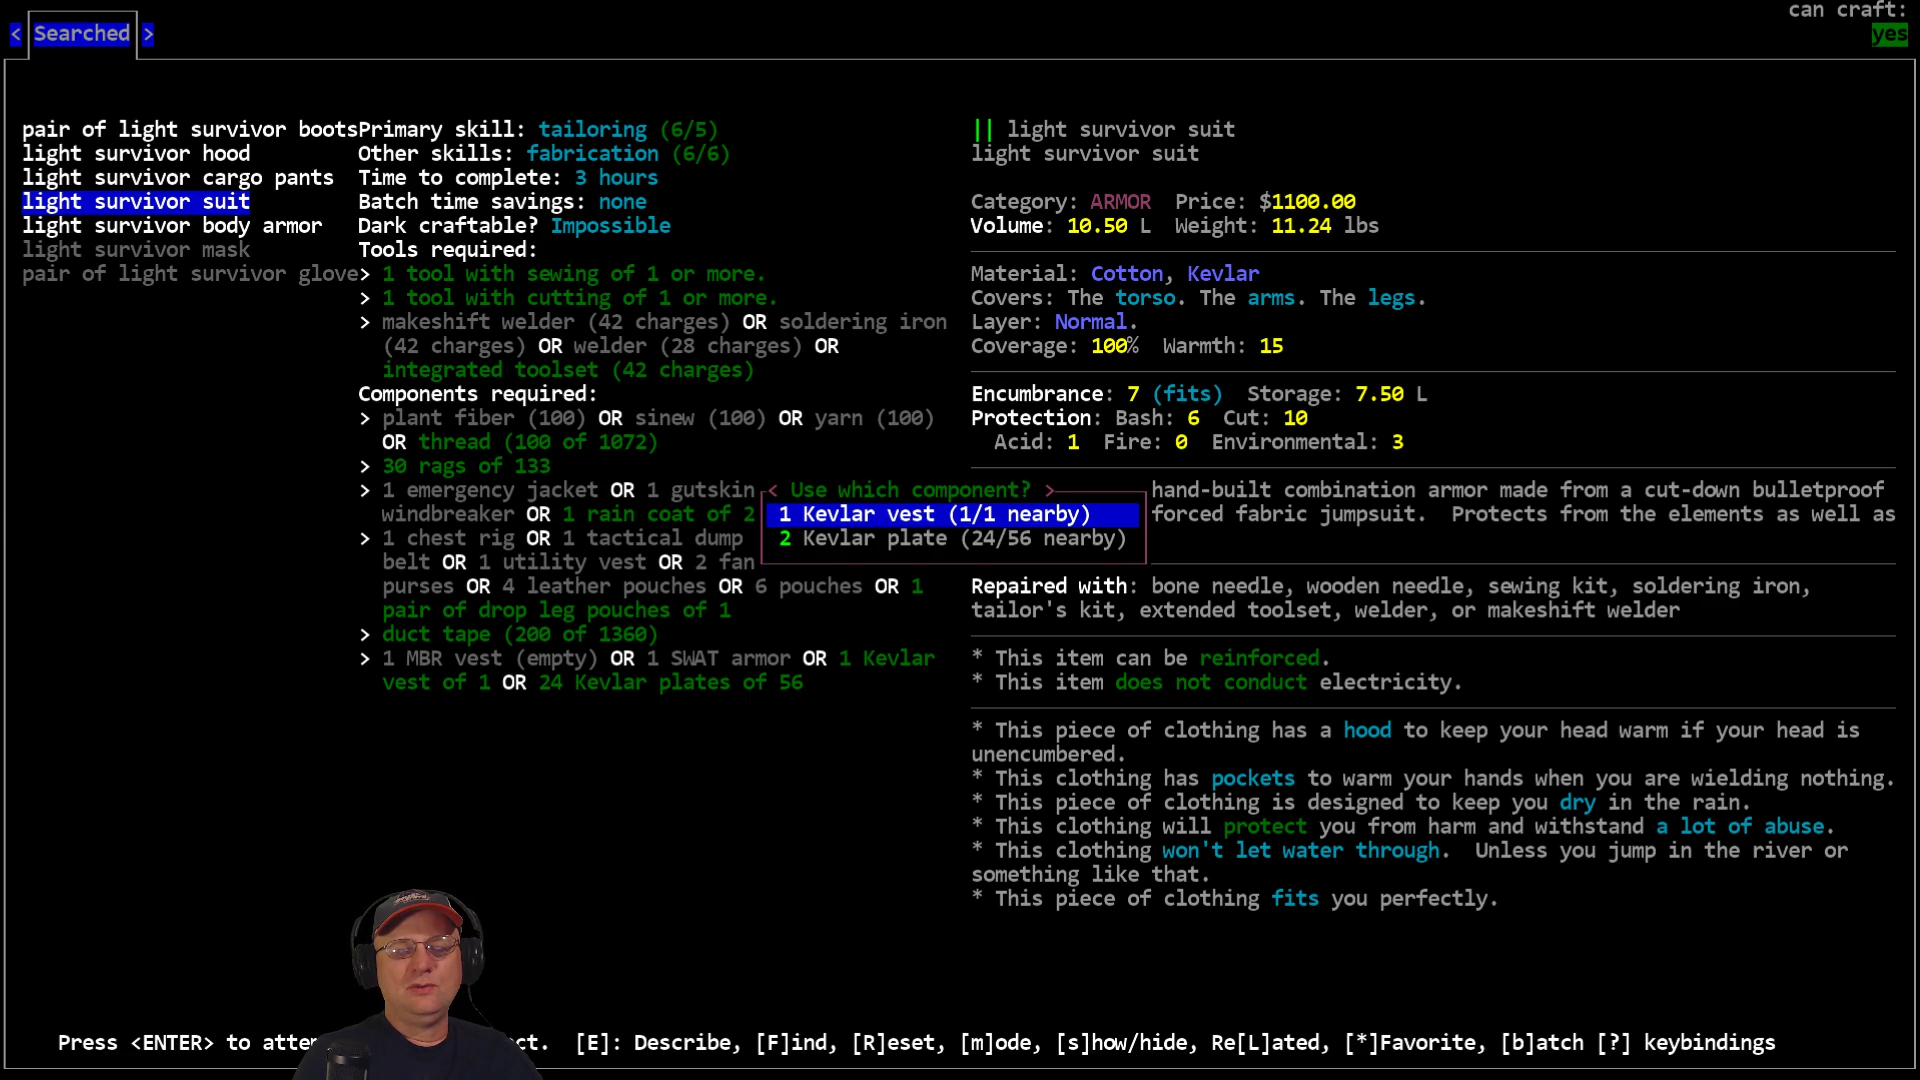 can craft:
< Searched >
yes
pair of light survivor boots
light survivor hood
light survivor cargo pants
light survivor suit
light survivor body armor
light survivor mask
pair of light survivor glove
Primary skill: tailoring (6/5)
Other skills: fabrication (6/6)
Time to complete: 3 hours
Batch time savings: none
Dark craftable? Impossible
Tools required:
> 1 tool with sewing of 1 or more.
> 1 tool with cutting of 1 or more.
> makeshift welder (42 charges) OR soldering iron
(42 charges) OR welder (28 charges) OR
integrated toolset (42 charges)
Components required:
> plant fiber (100) OR sinew (100) OR yarn (100)
OR thread (100 of 1072)
> 30 rags of 133
> 1 emergency jacket OR 1 gutskin
windbreaker OR 1 rain coat of 2
> 1 chest rig OR 1 tactical dump
belt OR 1 utility vest OR 2 fan
purses OR 4 leather pouches OR 6 pouches OR 1
pair of drop leg pouches of 1
> duct tape (200 of 1360)
> 1 MBR vest (empty) OR 1 SWAT armor OR 1 Kevlar
vest of 1 OR 24 Kevlar plates of 56
< Use which component? >
1 Kevlar vest (1/1 nearby)
2 Kevlar plate (24/56 nearby)
|| light survivor suit
light survivor suit
Category: ARMOR Price: $1100.00
Volume: 10.50 L Weight: 11.24 lbs
Material: Cotton, Kevlar
Covers: The torso. The arms. The legs.
Layer: Normal.
Coverage: 100% Warmth: 15
Encumbrance: 7 (fits) Storage: 7.50 L
Protection: Bash: 6 Cut: 10
Acid: 1 Fire: 0 Environmental: 3
hand-built combination armor made from a cut-down bulletproof
forced fabric jumpsuit. Protects from the elements as well as
Repaired with: bone needle, wooden needle, sewing kit, soldering iron,
tailor's kit, extended toolset, welder, or makeshift welder
* This item can be reinforced.
* This item does not conduct electricity.
* This piece of clothing has a hood to keep your head warm if your head is
unencumbered.
* This clothing has pockets to warm your hands when you are wielding nothing.
* This piece of clothing is designed to keep you dry in the rain.
* This clothing will protect you from harm and withstand a lot of abuse.
* This clothing won't let water through. Unless you jump in the river or
something like that.
* This piece of clothing fits you perfectly.
Press <ENTER> to atte ct. [E]: Describe, [F]ind, [R]eset, [m]ode, [s]how/hide, Re[L]ated, [*]Favorite, [b]atch [?] keybindings